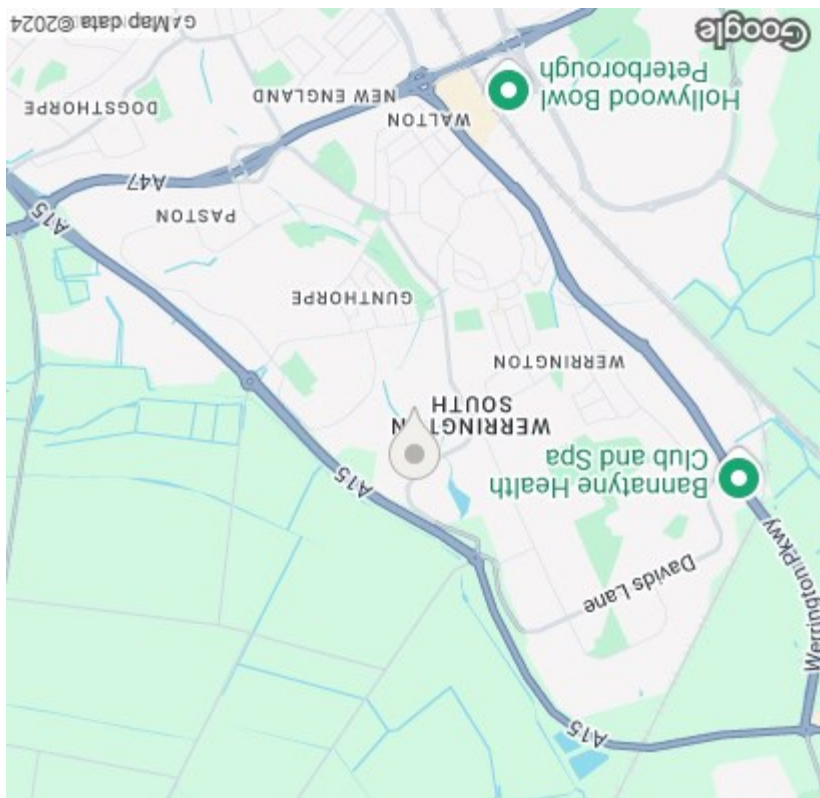 A15
Werrington Pkwy
Davids Lane
Bannatyne Health
Club and Spa
A15
WERRINGTON
SOUTH
WERRINGTON
GUNTHORPE
PASTON
A15
A47
WALTON
NEW ENGLAND
DOGSTHORPE
Hollywood Bowl
Peterborough
Google
Map data ©2024